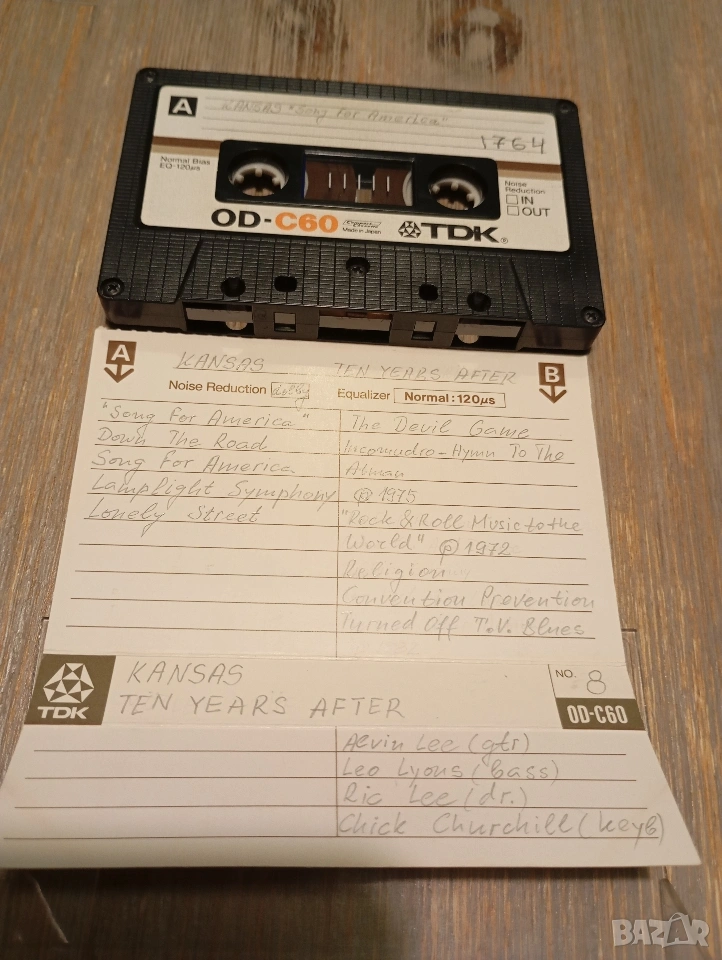 A
KANSAS "Song For America"
1764
Normal Bias
EQ·120µs
Noise
Reduction
IN
OUT
OD-C60
Made in Japan
TDK®
A
KANSAS
TEN YEARS AFTER
B
Noise Reduction dolby
Equalizer Normal:120µs
"Song For America"
Down The Road
Song For America
Lamplight Symphony
Lonely Street
The Devil Game
Incomudro-Hymn To The
Atman
℗ 1975
"Rock & Roll Music to the
World" ℗ 1972
Religion
Convention Prevention
Turned Off T.V. Blues
TDK
KANSAS
TEN YEARS AFTER
NO. 8
OD-C60
Alvin Lee (gtr)
Leo Lyons (bass)
Ric Lee (dr.)
Chick Churchill (keyb)
BAZAR